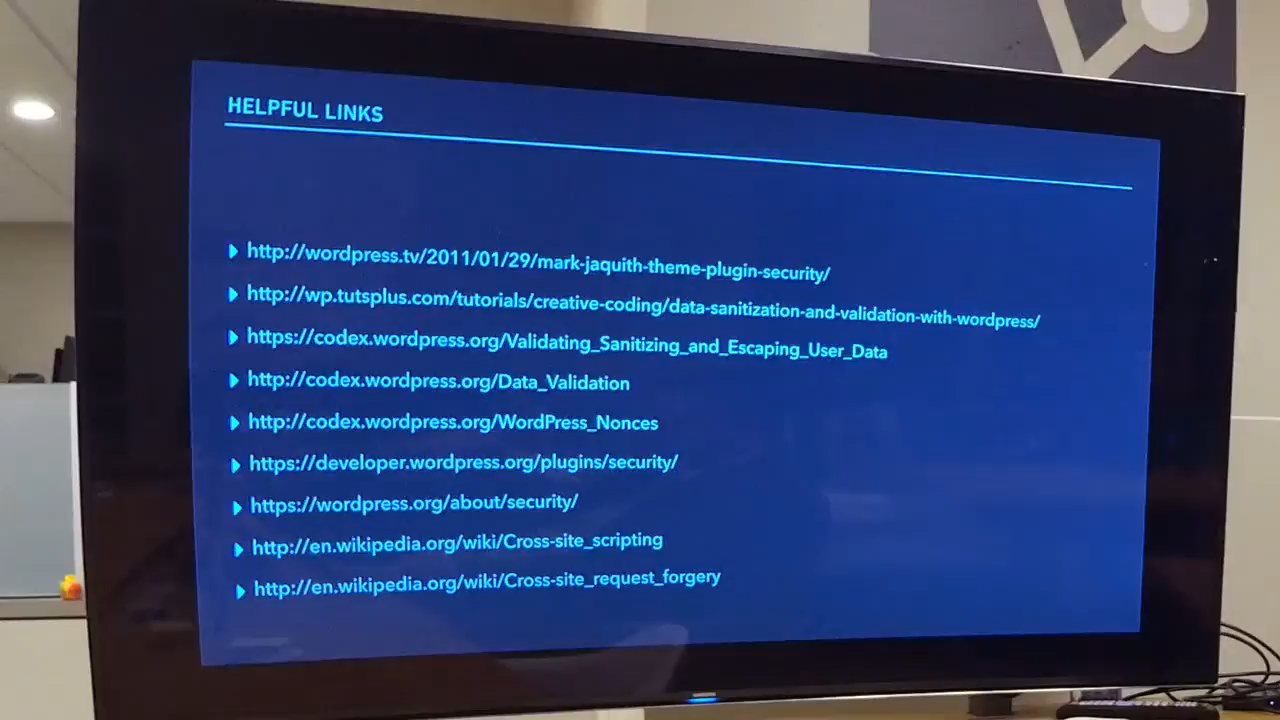 HELPFUL LINKS
http://wordpress.tv/2011/01/29/mark-jaquith-theme-plugin-security/
http://wp.tutsplus.com/tutorials/creative-coding/data-sanitization-and-validation-with-wordpress/
https://codex.wordpress.org/Validating_Sanitizing_and_Escaping_User_Data
http://codex.wordpress.org/Data_Validation
http://codex.wordpress.org/WordPress_Nonces
https://developer.wordpress.org/plugins/security/
https://wordpress.org/about/security/
http://en.wikipedia.org/wiki/Cross-site_scripting
http://en.wikipedia.org/wiki/Cross-site_request_forgery